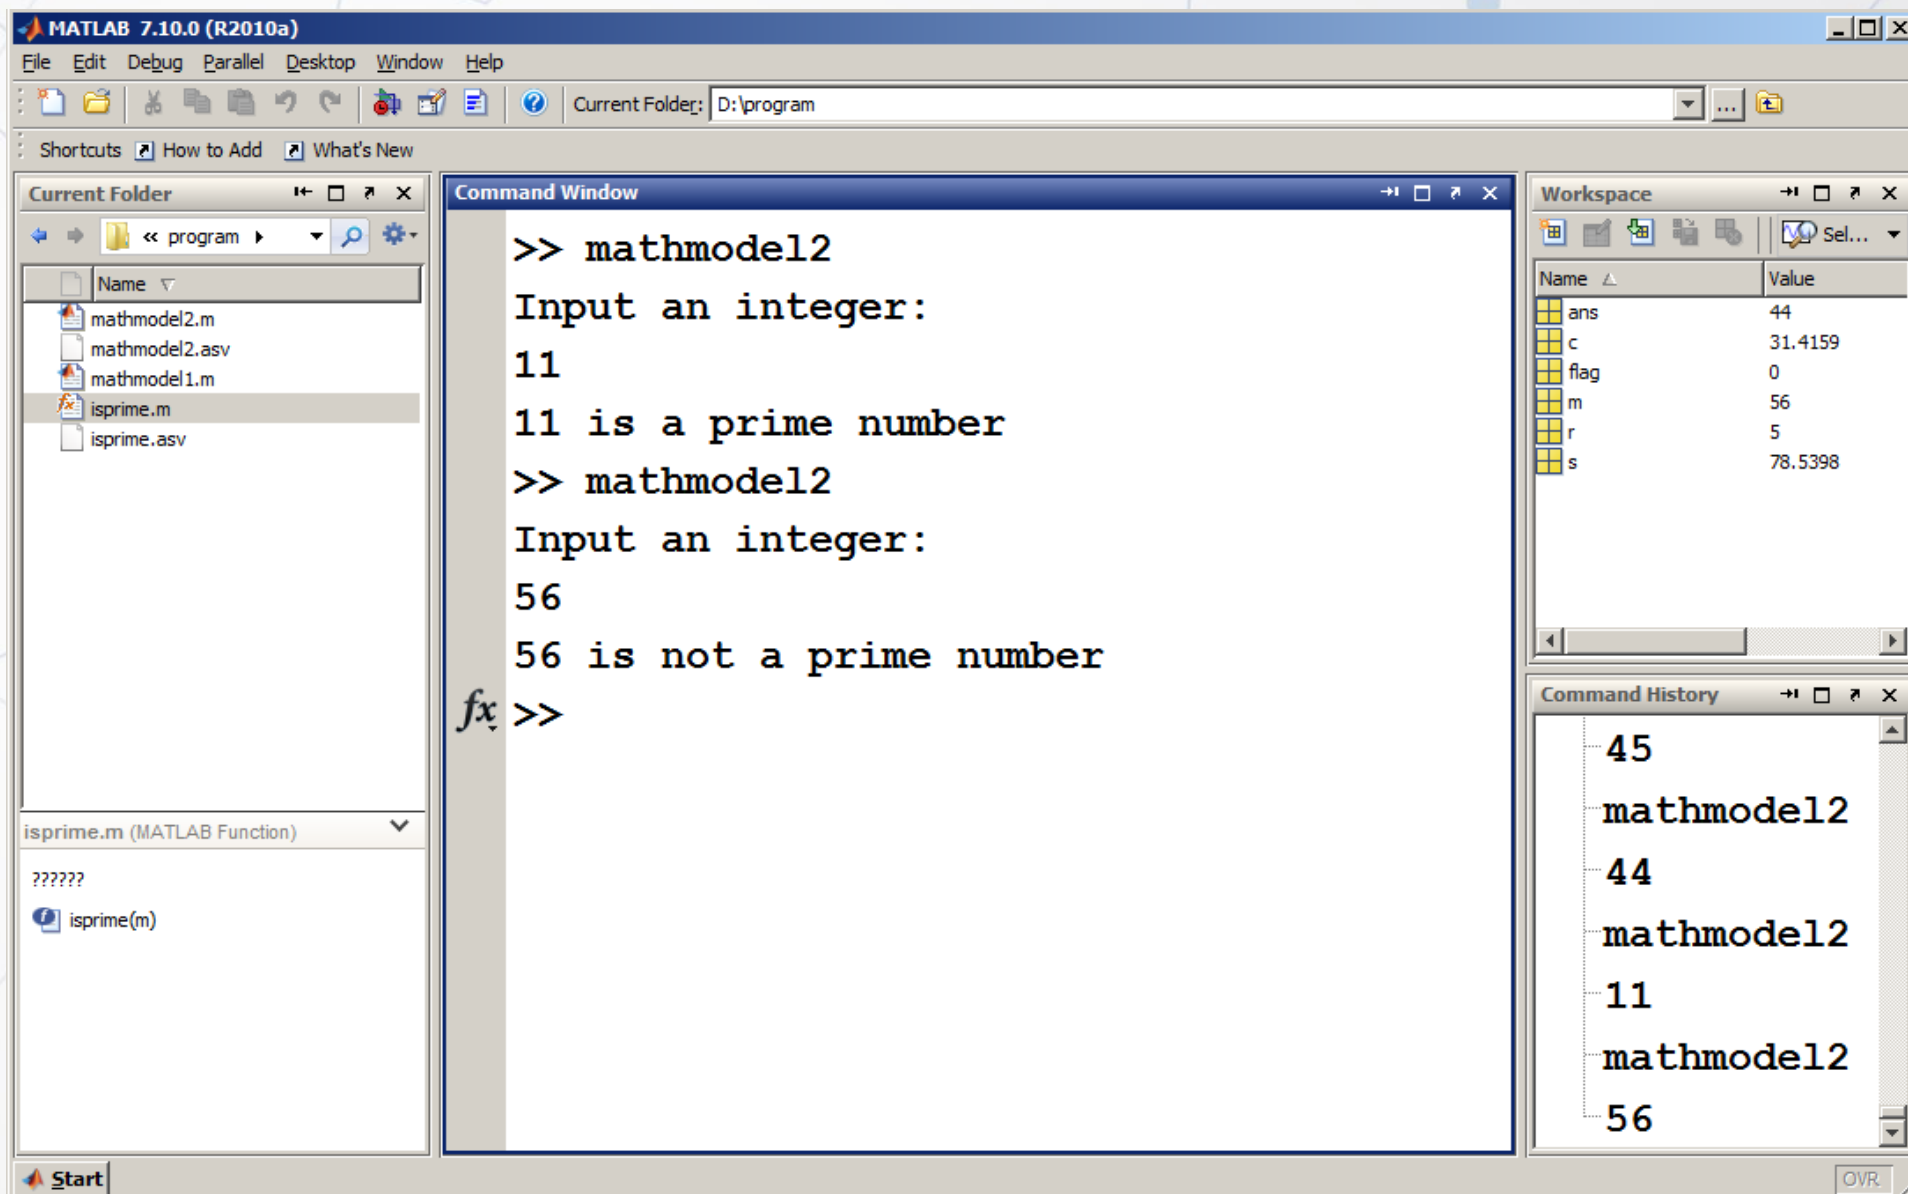 MATLAB 7.10.0 (R2010a)
File Edit Debug Parallel Desktop Window Help
Current Folder: D:\program
Shortcuts How to Add What's New
Current Folder
« program
Name
mathmodel2.m
mathmodel2.asv
mathmodel1.m
isprime.m
isprime.asv
isprime.m (MATLAB Function)
??????
isprime(m)
Command Window
>> mathmodel2
Input an integer:
11
11 is a prime number
>> mathmodel2
Input an integer:
56
56 is not a prime number
fx >>
Workspace
Sel...
Name Value
ans 44
c 31.4159
flag 0
m 56
r 5
s 78.5398
Command History
45
mathmodel2
44
mathmodel2
11
mathmodel2
56
Start
OVR